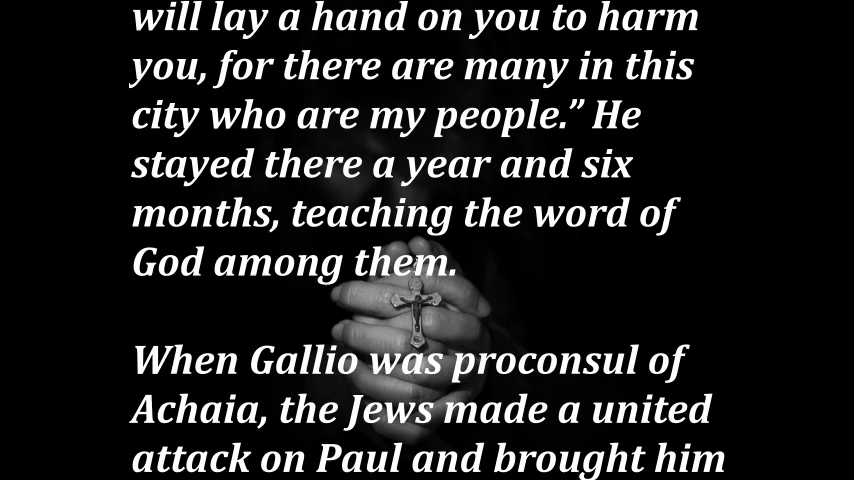 will lay a hand on you to harm
you, for there are many in this
city who are my people.” He
stayed there a year and six
months, teaching the word of
God among them.
When Gallio was proconsul of
Achaia, the Jews made a united
attack on Paul and brought him